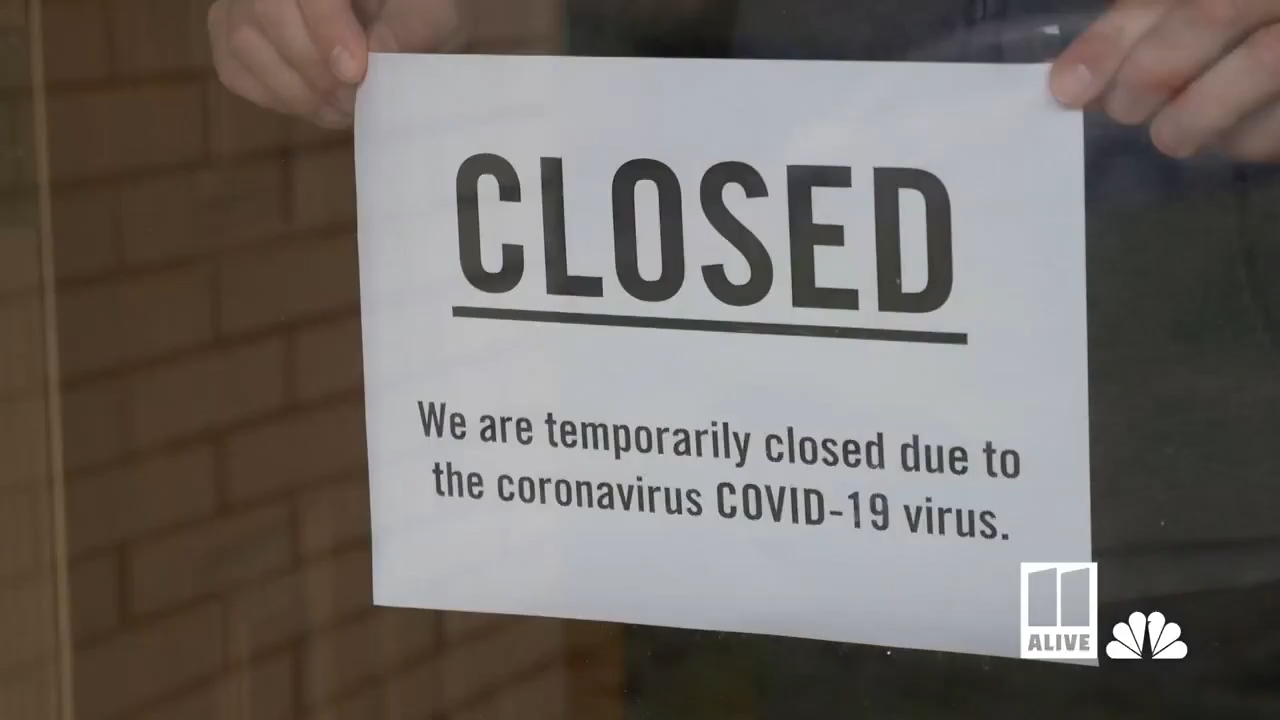 CLOSED
We are temporarily closed due to
the coronavirus COVID-19 virus.
11
ALIVE